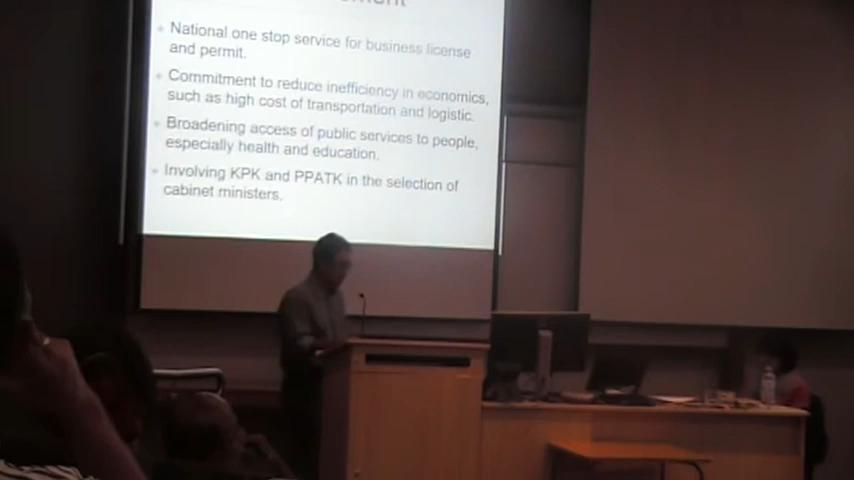 National one stop service for business license
and permit.
Commitment to reduce inefficiency in economics,
such as high cost of transportation and logistic.
Broadening access of public services to people,
especially health and education.
Involving KPK and PPATK in the selection of
cabinet ministers.